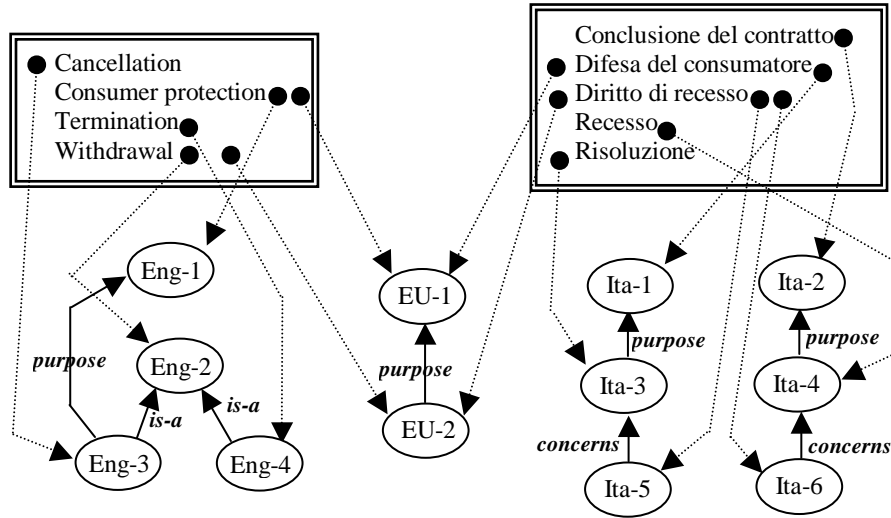 Cancellation
Consumer protection
Termination
Withdrawal
Conclusione del contratto
Difesa del consumatore
Diritto di recesso
Recesso
Risoluzione
Eng-1
EU-1
Ita-1
Ita-2
purpose
Eng-2
purpose
purpose
purpose
is-a
is-a
Ita-3
Ita-4
EU-2
Eng-3
Eng-4
concerns
concerns
Ita-5
Ita-6